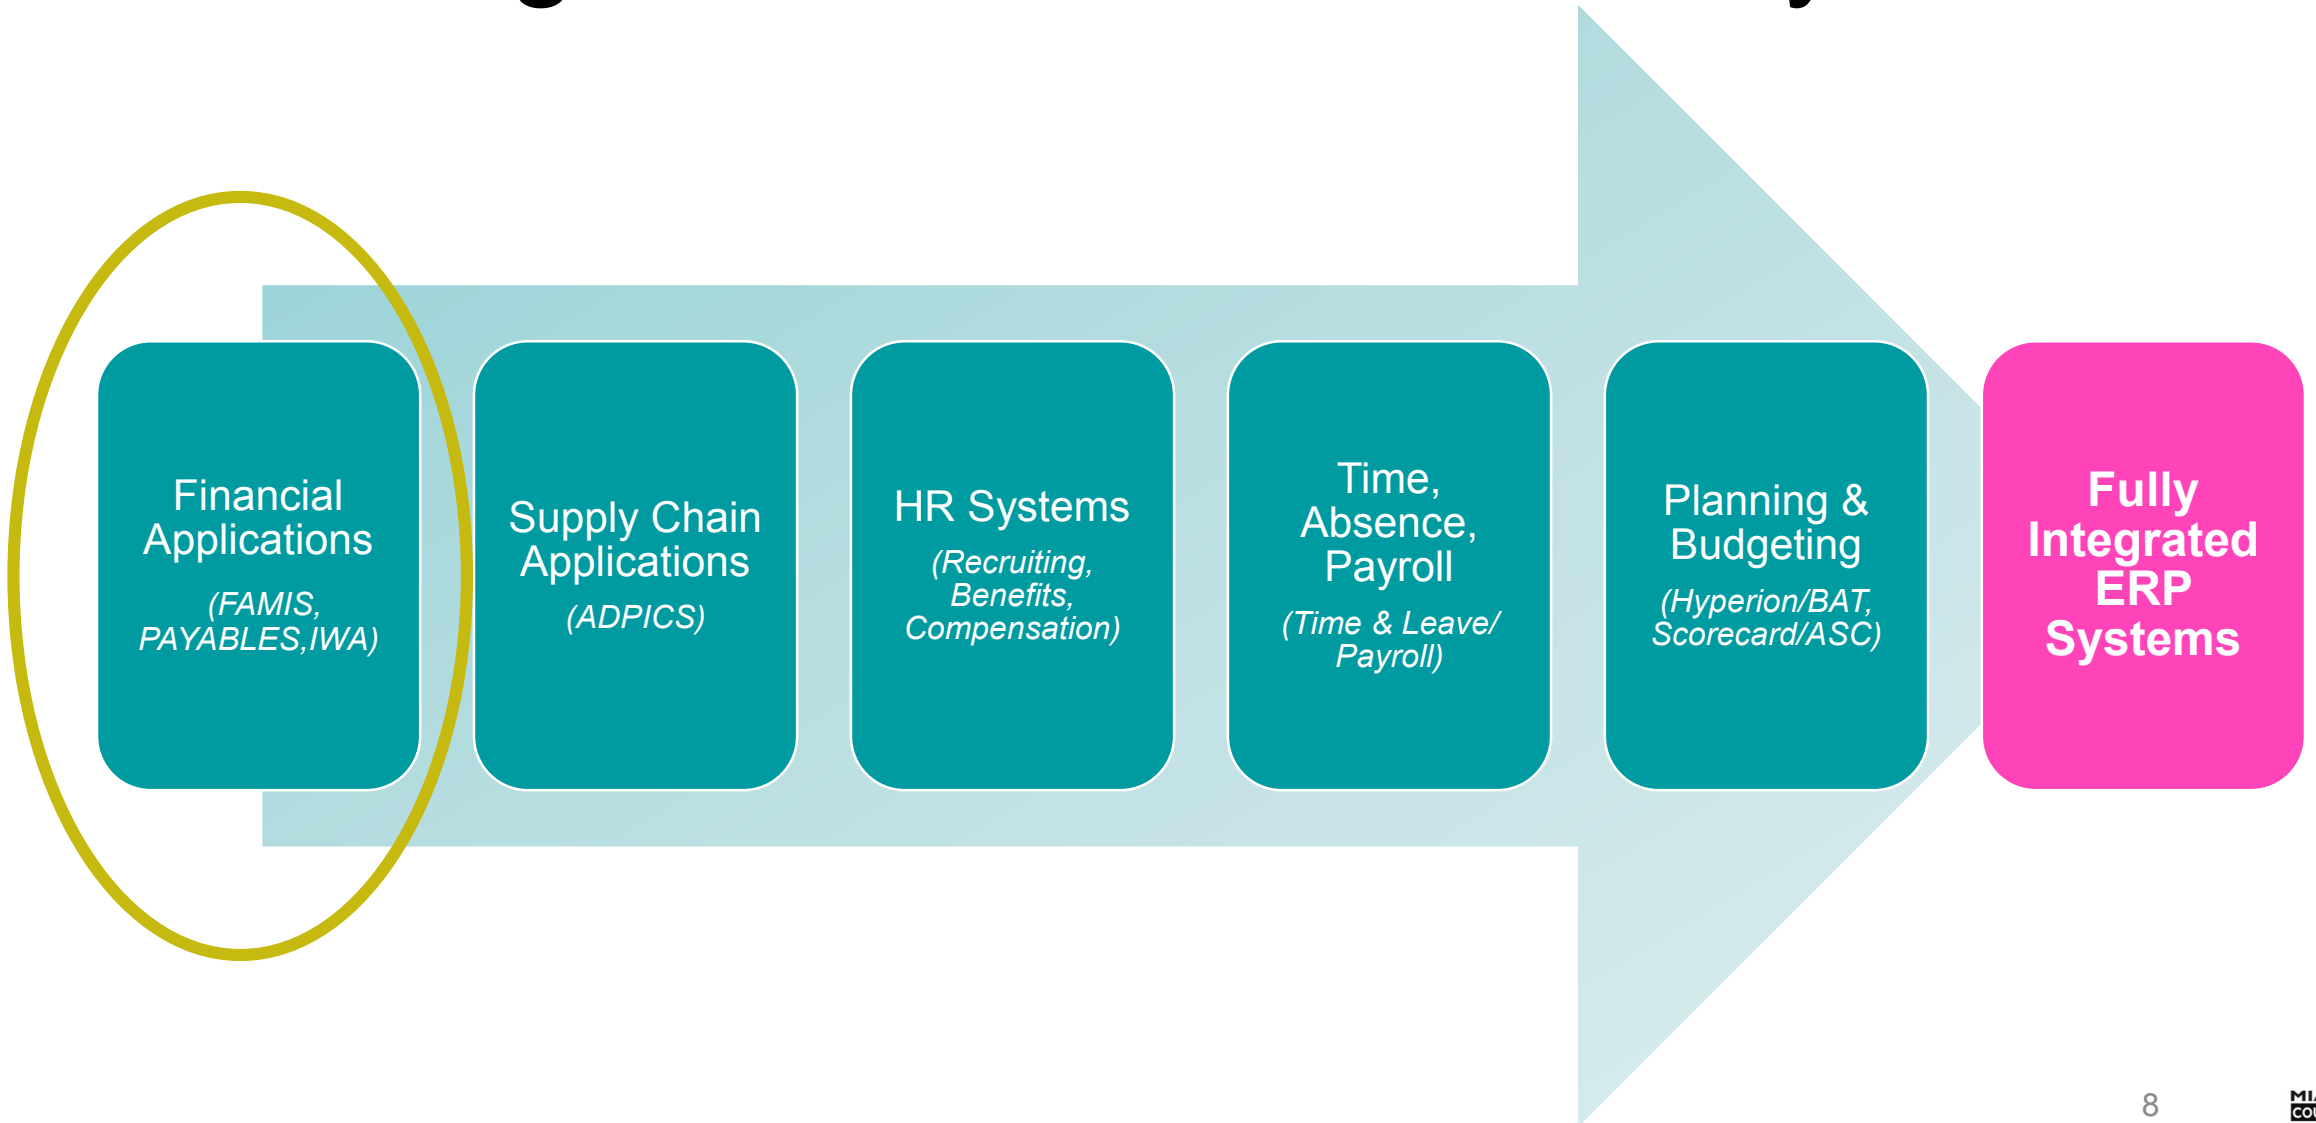 Financial
Applications
(FAMIS,
PAYABLES,IWA)
Supply Chain
Applications
(ADPICS)
HR Systems
(Recruiting,
Benefits,
Compensation)
Time,
Absence,
Payroll
(Time & Leave/
Payroll)
Planning &
Budgeting
(Hyperion/BAT,
Scorecard/ASC)
Fully
Integrated
ERP
Systems
8